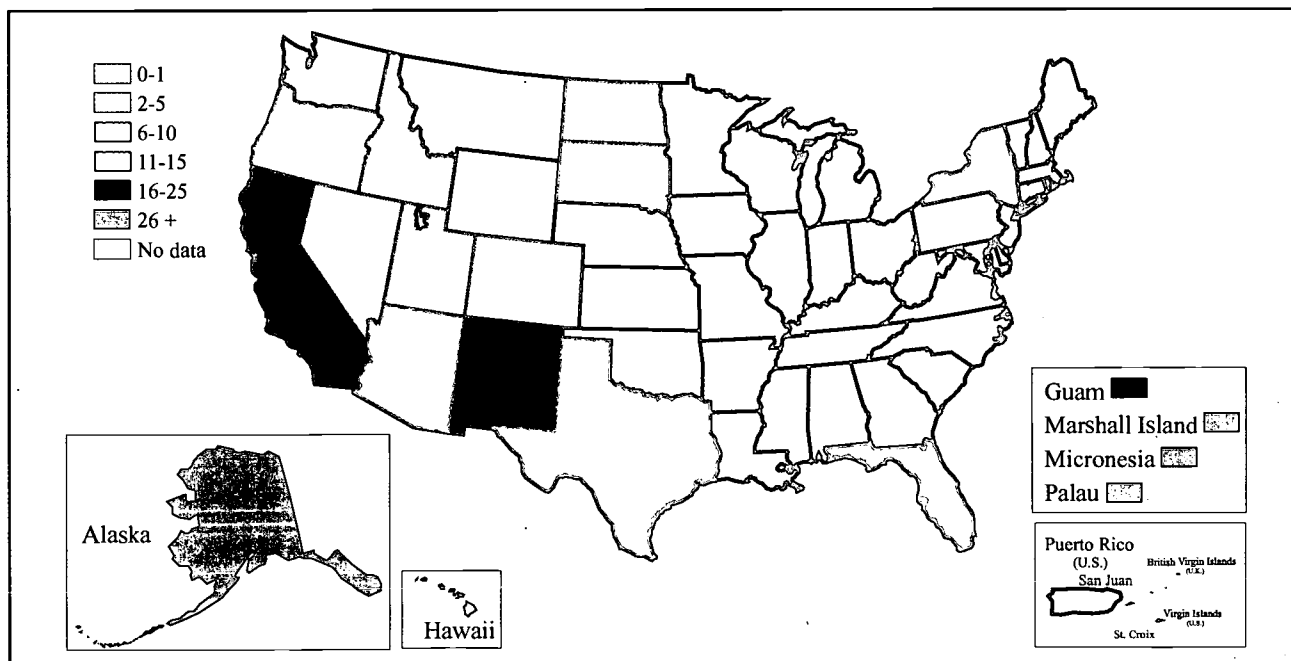 0-1
2-5
6-10
11-15
16-25
26 +
No data
Guam
Marshall Island
Micronesia
Palau
Alaska
Hawaii
Puerto Rico
(U.S.)
San Juan
British Virgin Islands
(U.K.)
Virgin Islands
(U.S.)
St. Croix